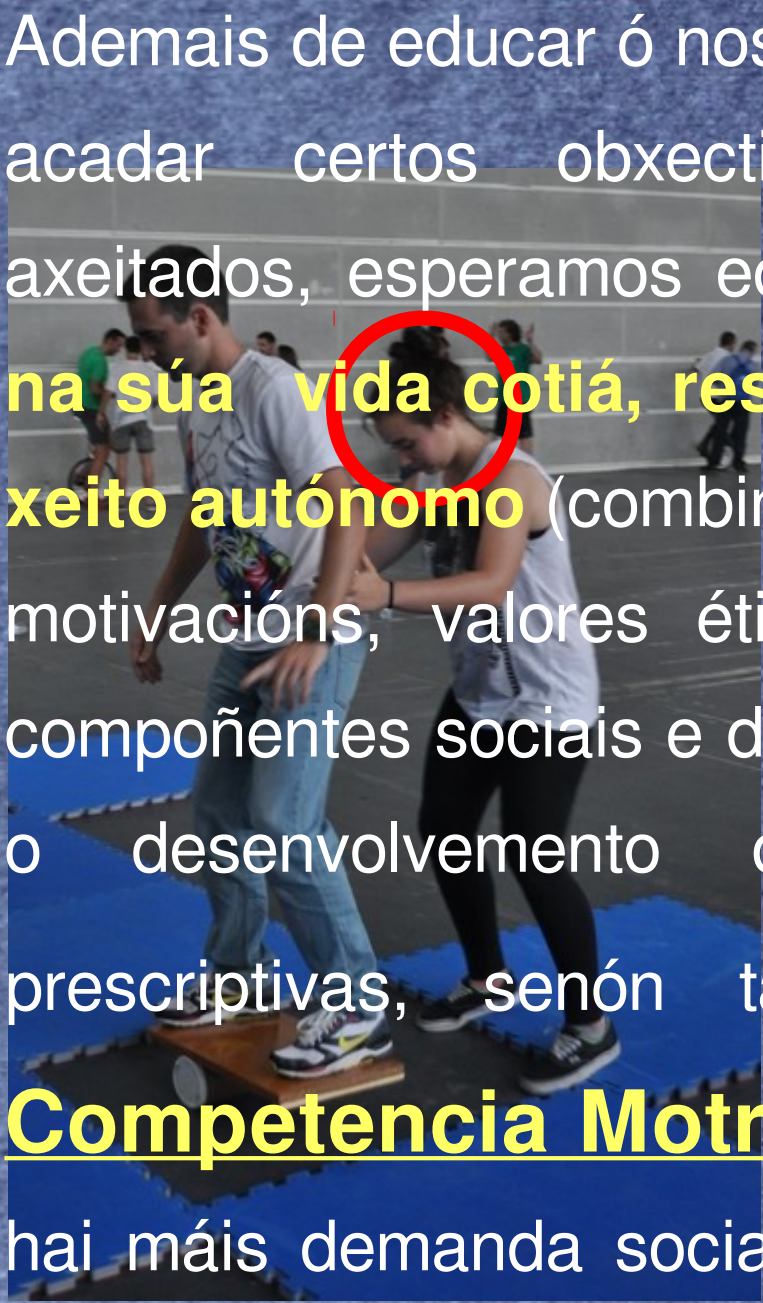 Ademais de educar ó nos
acadar certos obxecti
axeitados, esperamos
na súa vida cotiá, res
xeito autónomo (combin
motivacións, valores éti
compoñentes sociais e d
o desenvolvemento
prescriptivas, senón ta
Competencia Motr
hai máis demanda socia